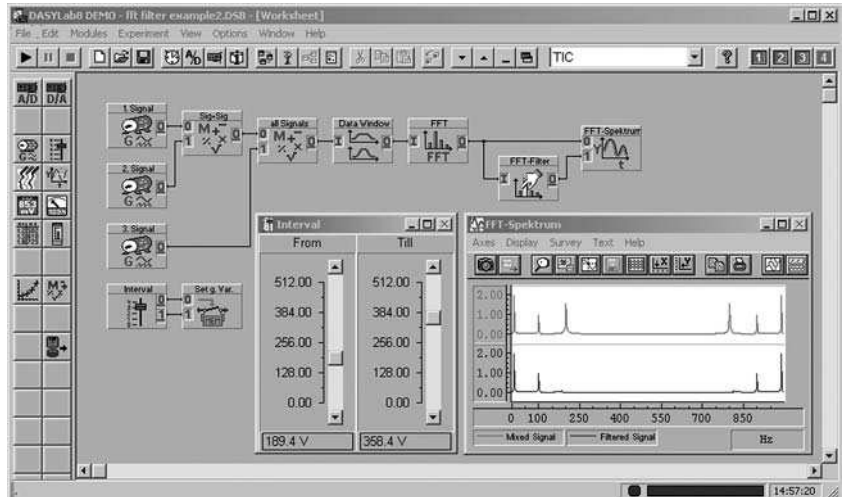 DASYLab8 DEMO - fft filter example2.DSB - [Worksheet]
File Edit Modules Experiment View Options Window Help
TIC
1 2 3 4
A/D D/A
1. Signal
2. Signal
3. Signal
Sig-Sig
all Signals
Data Window
FFT
FFT
FFT-Filter
FFT-Spektrum
Interval
Set g. Var.
Interval
From Till
512.00 512.00
384.00 384.00
256.00 256.00
128.00 128.00
0.00 0.00
189.4 V 358.4 V
FFT-Spektrum
Axes Display Survey Text Help
2.00
1.00
0.00
2.00
1.00
0.00
0 100 250 400 550 700 850
Mixed Signal Filtered Signal Hz
14:57:20